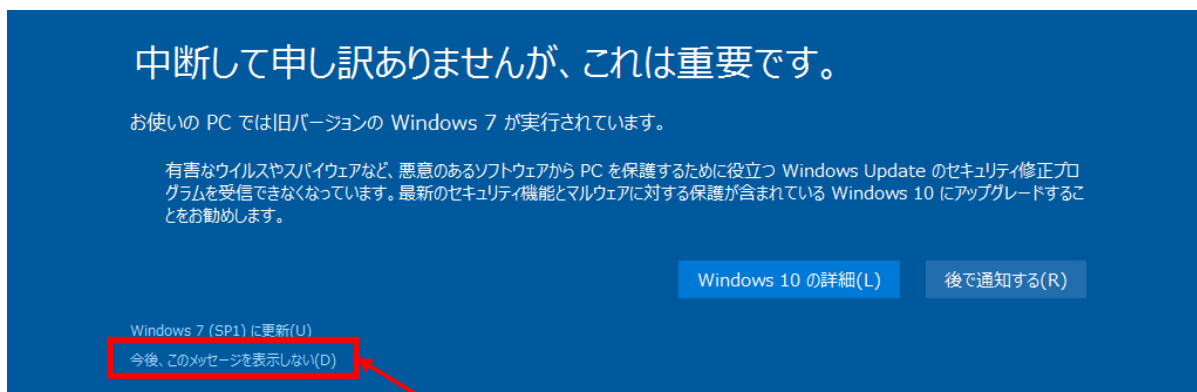 中断して申し訳ありませんが、これは重要です。
お使いの PC では旧バージョンの Windows 7 が実行されています。
有害なウイルスやスパイウェアなど、悪意のあるソフトウェアから PC を保護するために役立つ Windows Update のセキュリティ修正プロ
グラムを受信できなくなっています。最新のセキュリティ機能とマルウェアに対する保護が含まれている Windows 10 にアップグレードするこ
とをお勧めします。
Windows 10 の詳細(L)
後で通知する(R)
Windows 7 (SP1) に更新(U)
今後、このメッセージを表示しない(D)